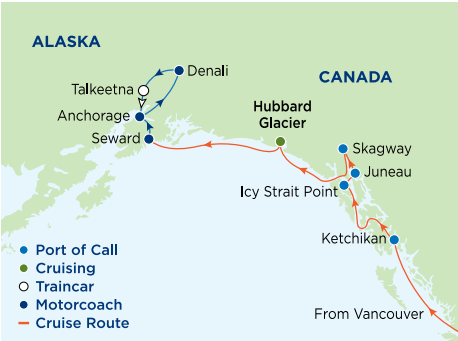 ALASKA
Denali
Talkeetna
CANADA
Anchorage
Hubbard
Glacier
Seward
Skagway
Juneau
Icy Strait Point
Ketchikan
Port of Call
Cruising
Traincar
Motorcoach
From Vancouver
Cruise Route